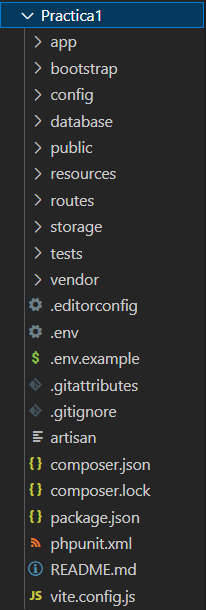 Practica1
app
bootstrap
config
database
public
resources
routes
storage
tests
vendor
.editorconfig
.env
.env.example
.gitattributes
.gitignore
artisan
composer.json
composer.lock
package.json
phpunit.xml
README.md
vite.config.js